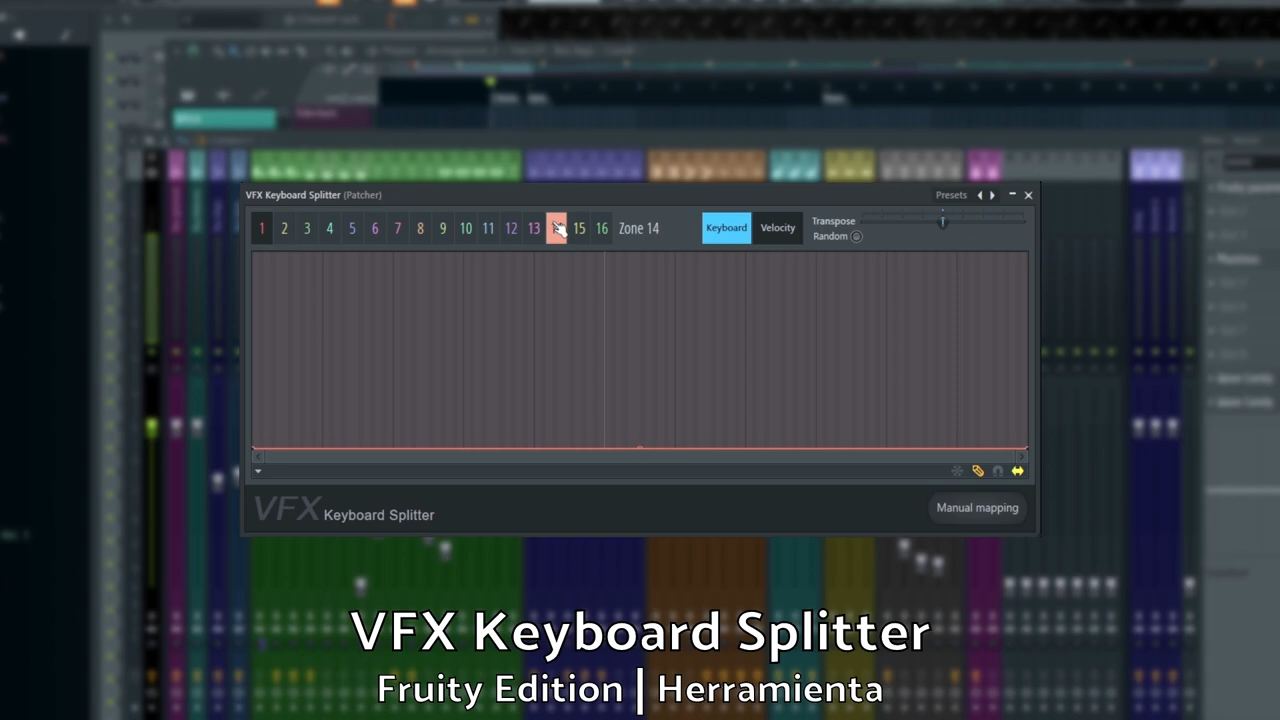 VFX Keyboard Splitter (Patcher)
Presets
1 2 3 4 5 6 7 8 9 10 11 12 13 15 16 Zone 14
Keyboard Velocity
Transpose
Random
VFX Keyboard Splitter
Manual mapping
VFX Keyboard Splitter
Fruity Edition | Herramienta